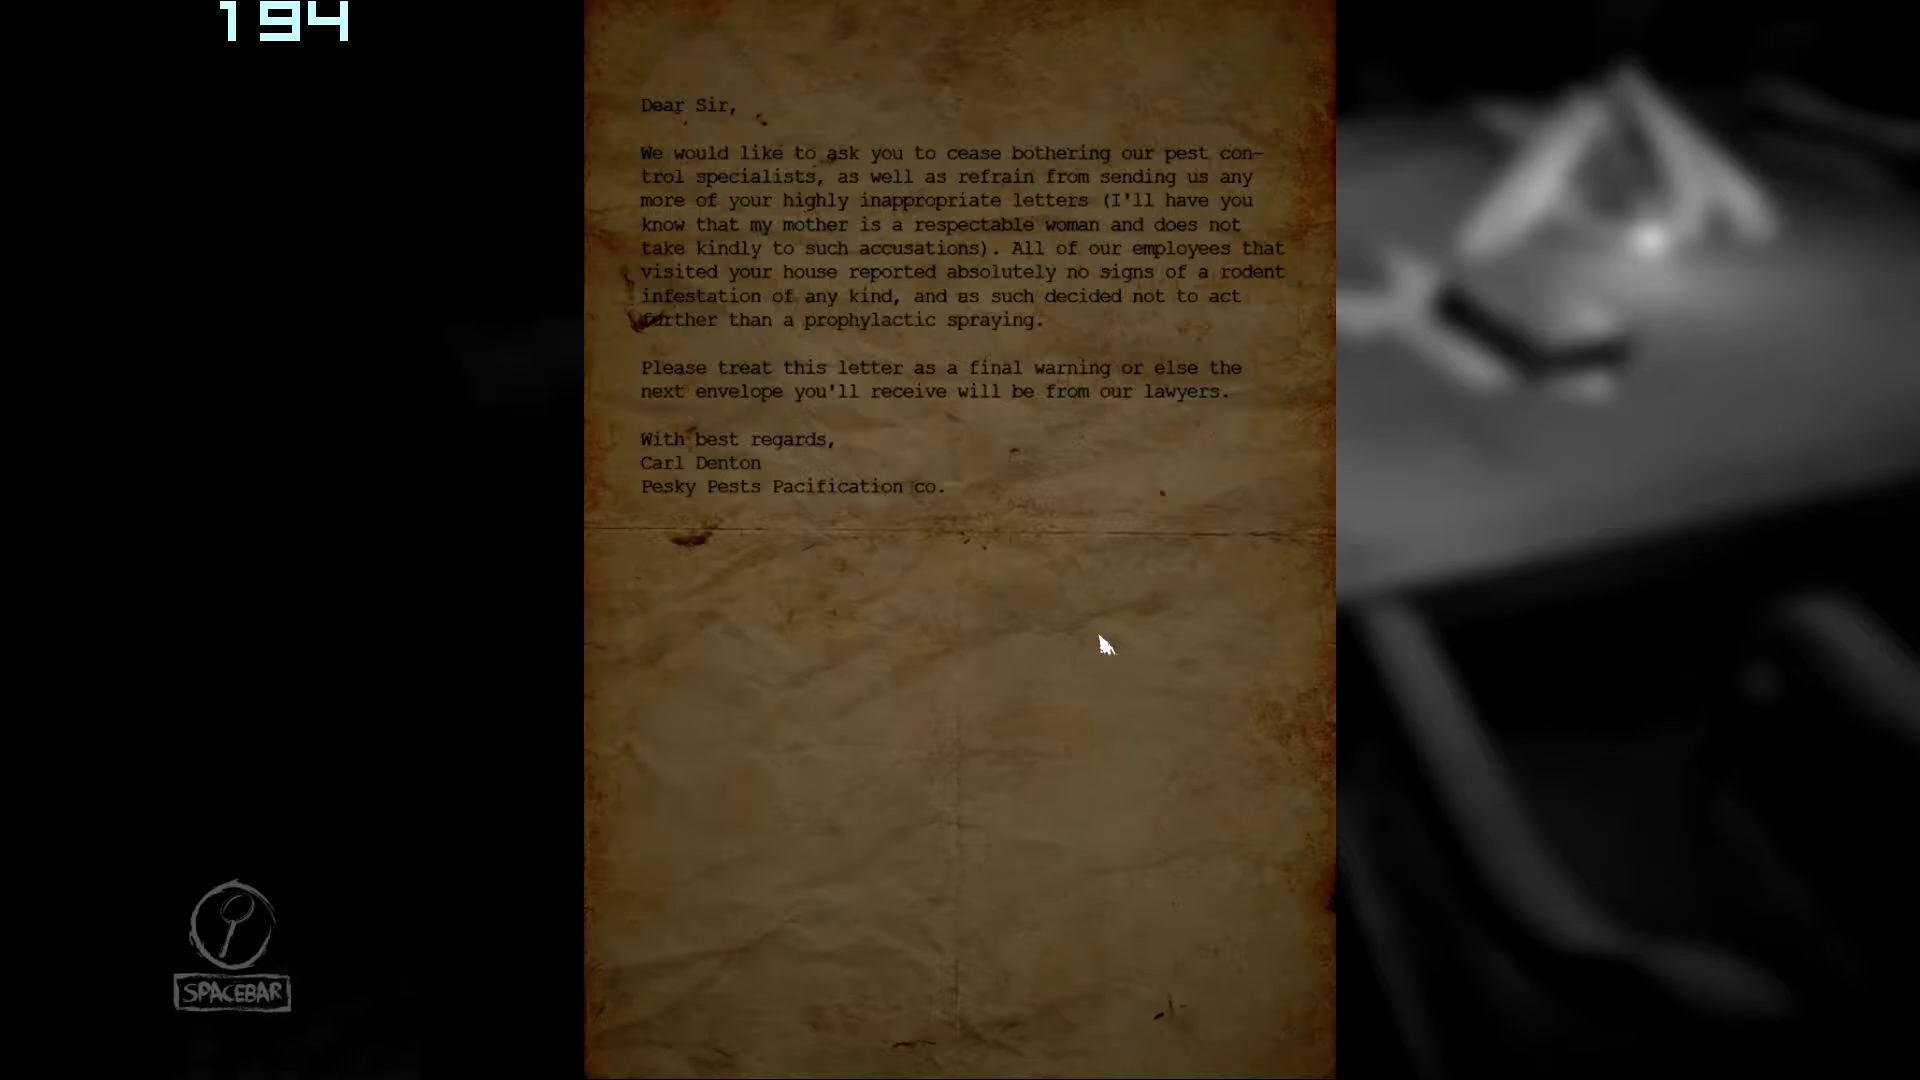 194
Dear Sir,
We would like to ask you to cease bothering our pest con-
trol specialists, as well as refrain from sending us any
more of your highly inappropriate letters (I'll have you
know that my mother is a respectable woman and does not
take kindly to such accusations). All of our employees that
visited your house reported absolutely no signs of a rodent
infestation of any kind, and as such decided not to act
farther than a prophylactic spraying.
Please treat this letter as a final warning or else the
next envelope you'll receive will be from our lawyers.
With best regards,
Carl Denton
Pesky Pests Pacification co.
SPACEBAR